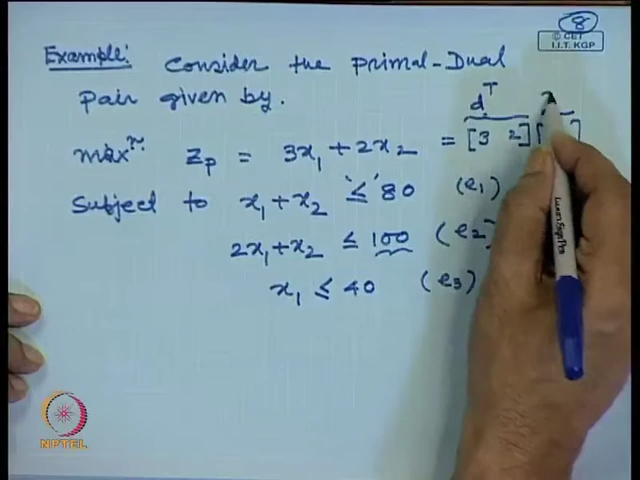 8
© CET
I.I.T. KGP
Example: Consider the Primal-Dual
pair given by.
d^T
max^m Z_p = 3x_1 + 2x_2 = [3 2] [
Subject to x_1 + x_2 ≤ 80 (e_1)
2x_1 + x_2 ≤ 100 (e_2)
x_1 ≤ 40 (e_3)
NPTEL